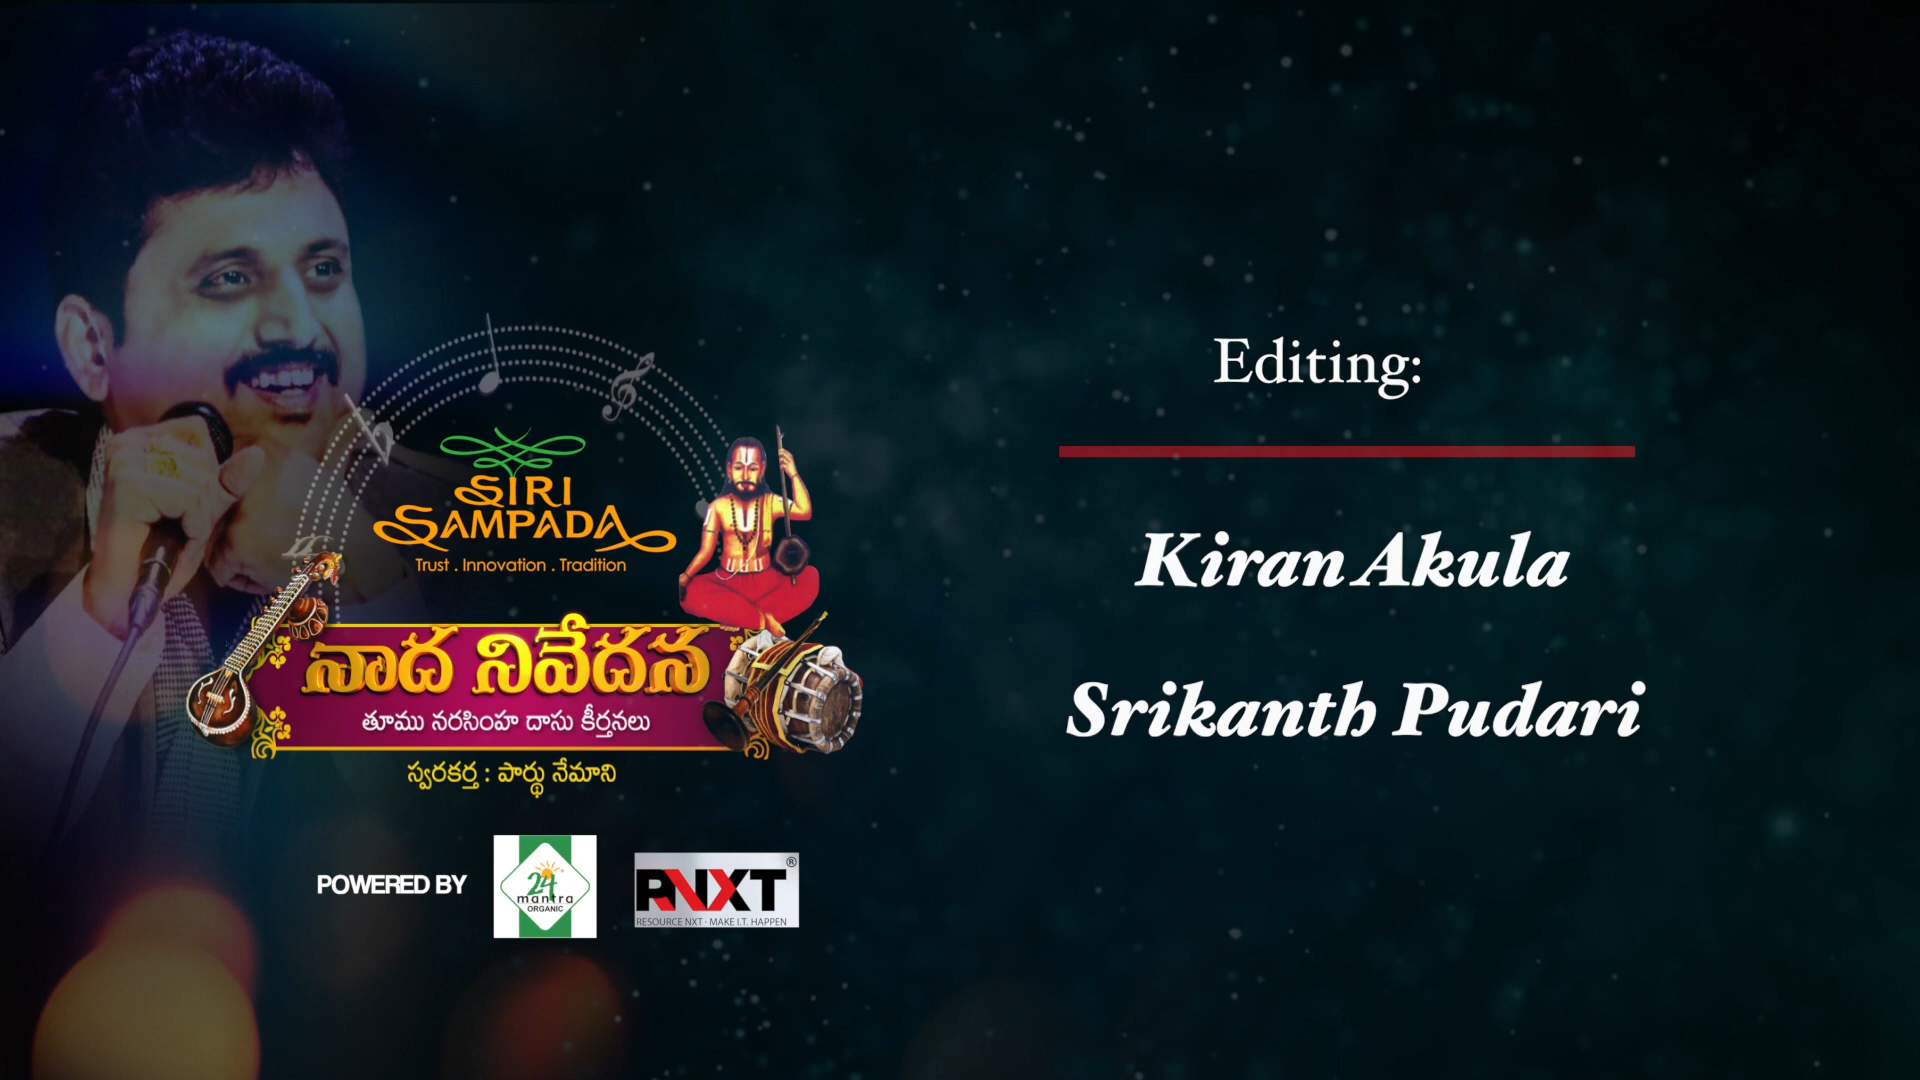 SIRI
SAMPADA
Trust . Innovation . Tradition
నాద నివేదన
తూము నరసింహ దాసు కీర్తనలు
స్వరకర్త : పార్థు నేమాని
POWERED BY
24
mantra
ORGANIC
RNXT®
RESOURCE NXT - MAKE I.T. HAPPEN
Editing:
Kiran Akula
Srikanth Pudari